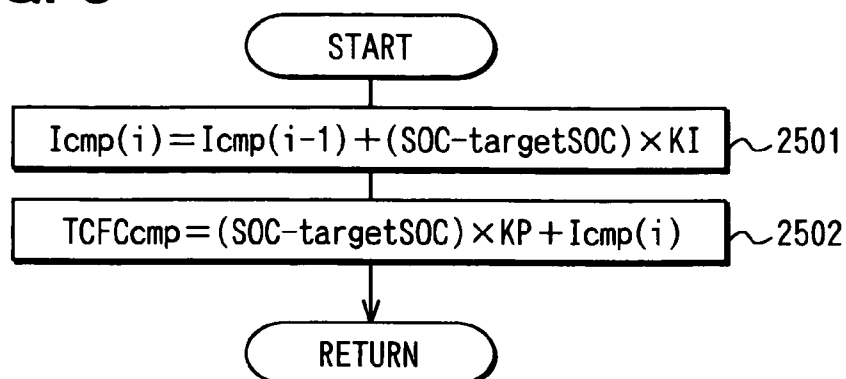 START
Icmp(i)=Icmp(i-1)+(SOC-targetSOC)×KI
2501
TCFCcmp=(SOC-targetSOC)×KP+Icmp(i)
2502
RETURN